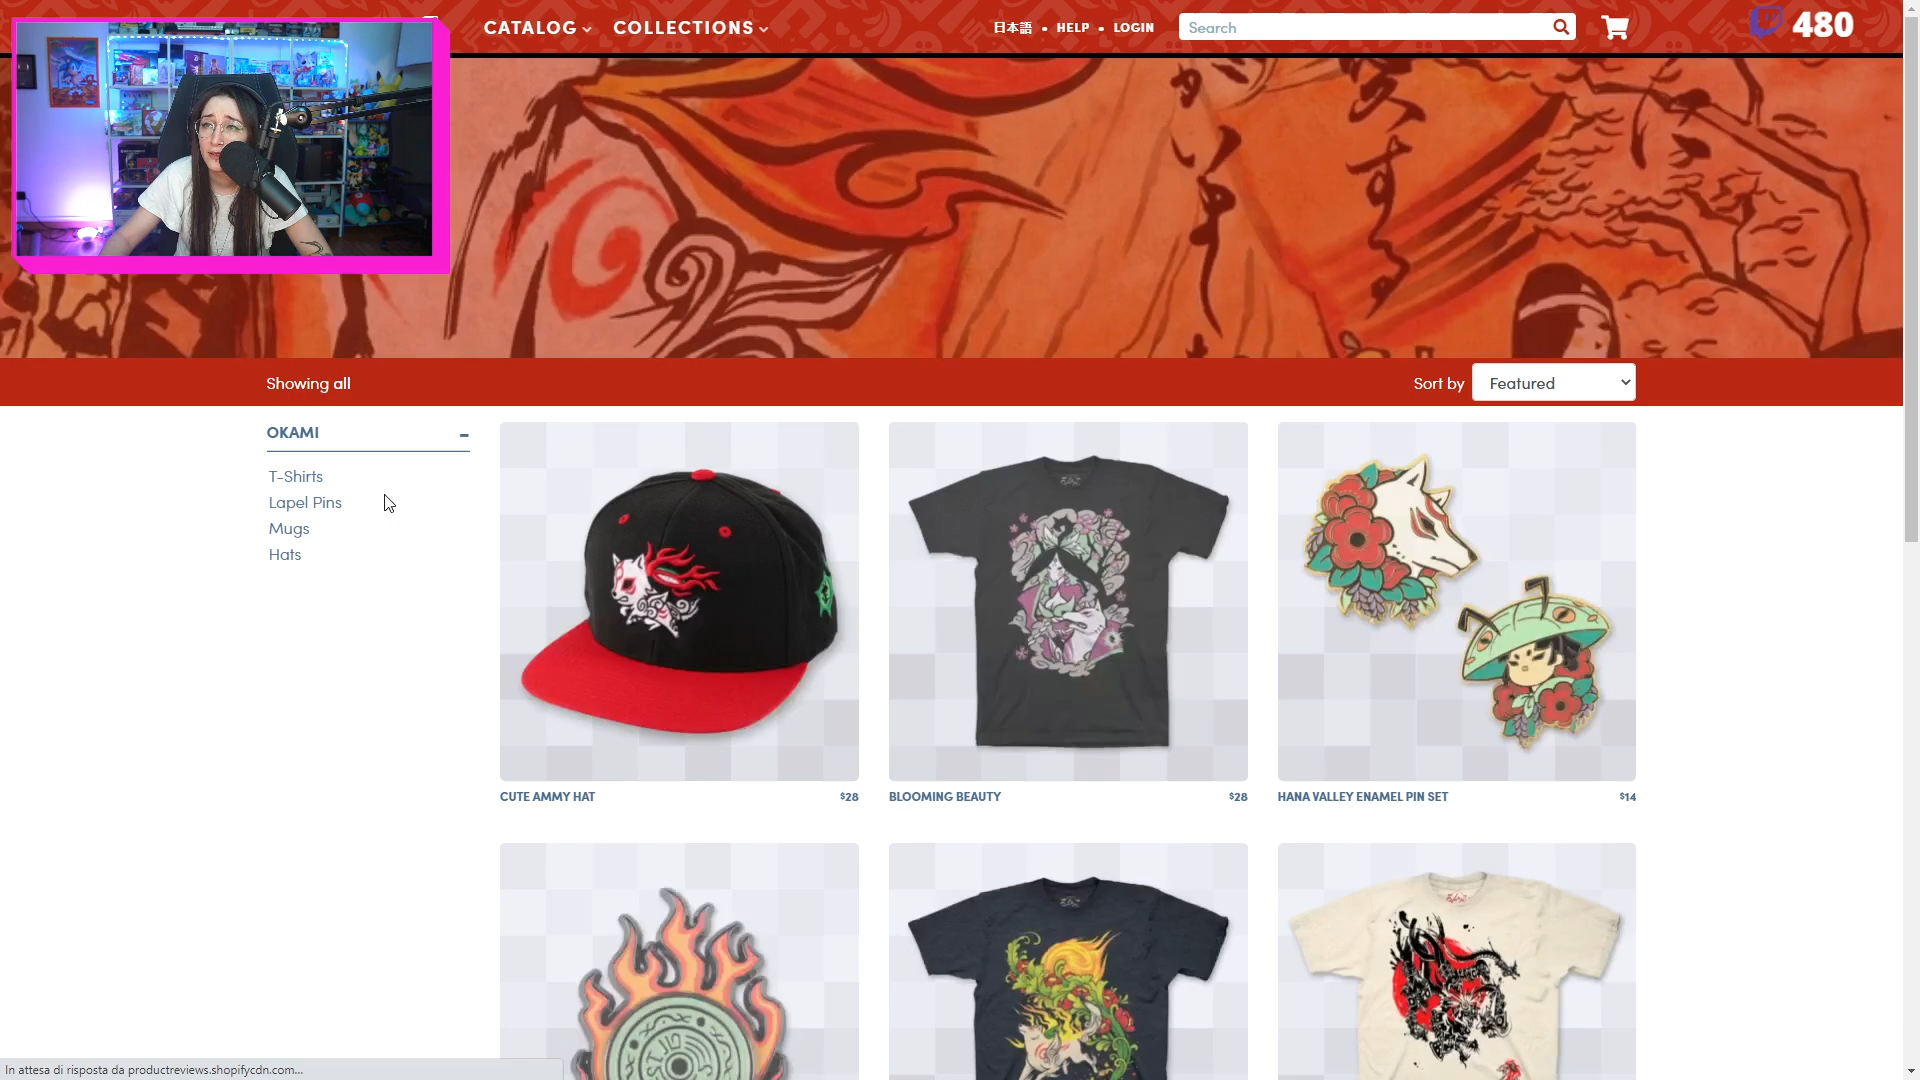 CATALOG
COLLECTIONS
日本語 • HELP • LOGIN
Search
480
Showing all
Sort by
Featured
OKAMI
T-Shirts
Lapel Pins
Mugs
Hats
CUTE AMMY HAT
$28
BLOOMING BEAUTY
$28
HANA VALLEY ENAMEL PIN SET
$14
In attesa di risposta da productreviews.shopifycdn.com...